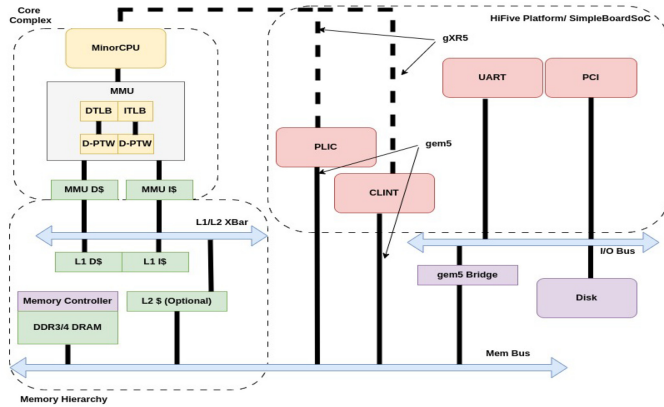 Core
Complex
HiFive Platform/ SimpleBoardSoC
MinorCPU
gXR5
UART
PCI
MMU
DTLB
ITLB
D-PTW
D-PTW
PLIC
gem5
MMU D$
MMU I$
CLINT
L1/L2 XBar
I/O Bus
L1 D$
L1 I$
gem5 Bridge
Memory Controller
L2 $ (Optional)
Disk
DDR3/4 DRAM
Mem Bus
Memory Hierarchy